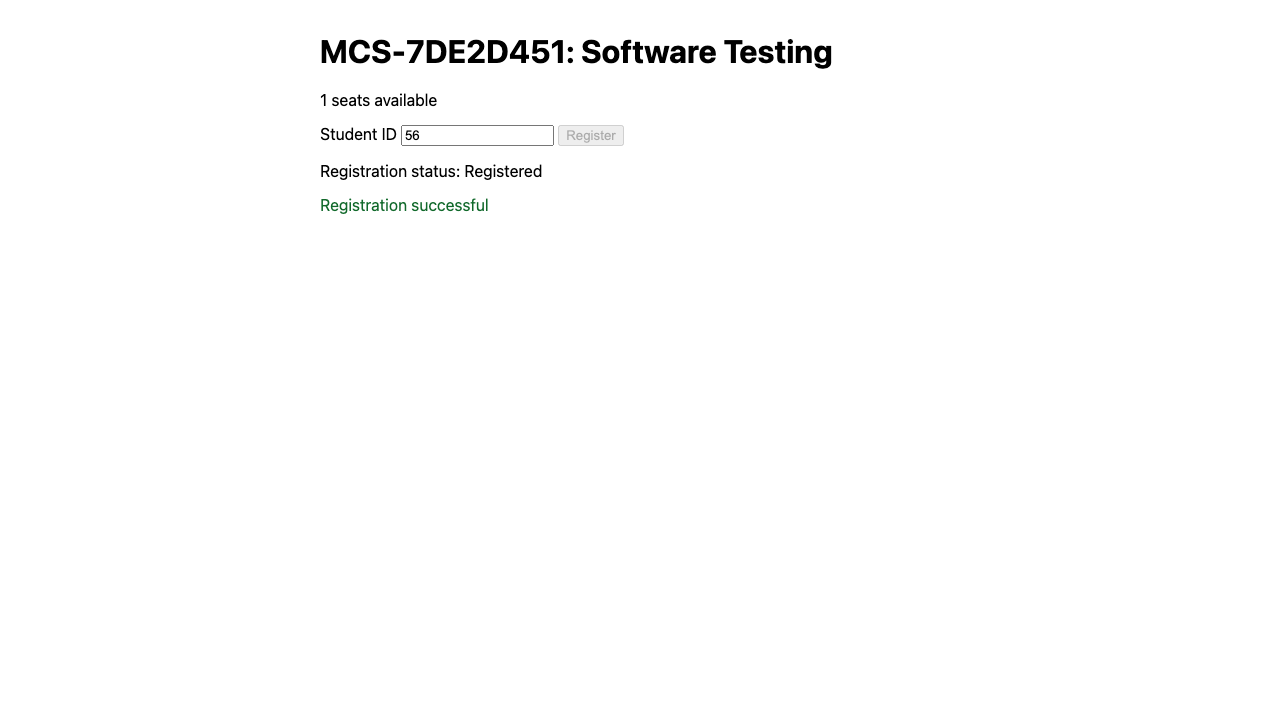 MCS-7DE2D451: Software Testing
1 seats available
Student ID 56 Register
Registration status: Registered
Registration successful